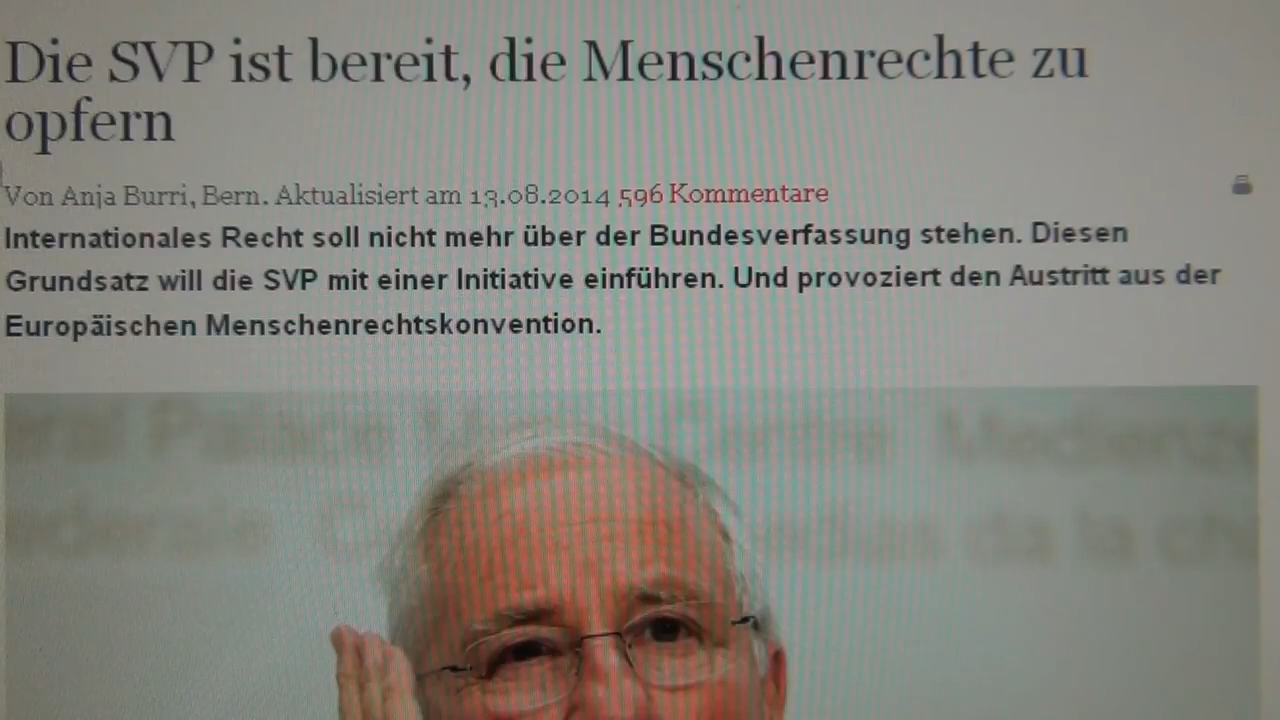 Die SVP ist bereit, die Menschenrechte zu
opfern
Von Anja Burri, Bern. Aktualisiert am 13.08.2014 596 Kommentare
Internationales Recht soll nicht mehr über der Bundesverfassung stehen. Diesen
Grundsatz will die SVP mit einer Initiative einführen. Und provoziert den Austritt aus der
Europäischen Menschenrechtskonvention.